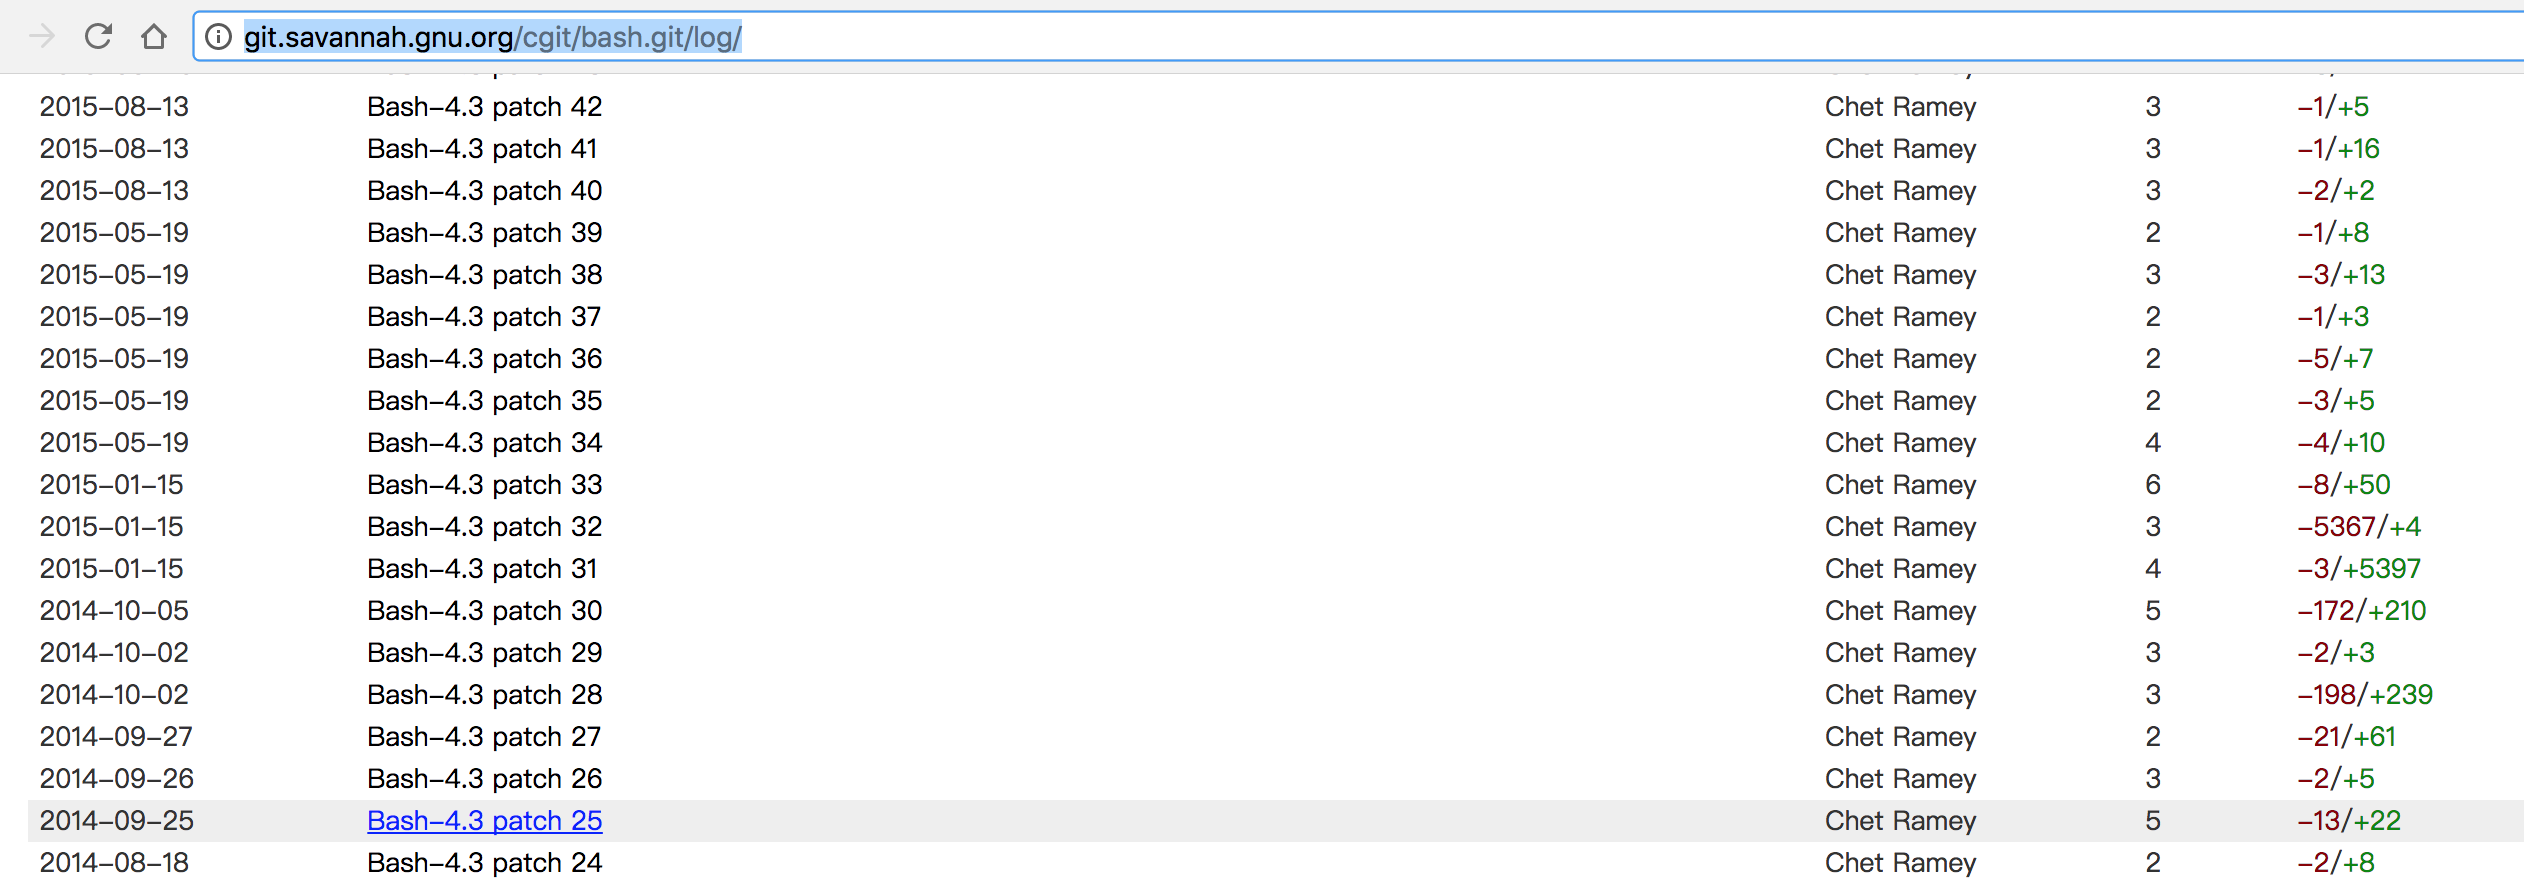 git.savannah.gnu.org/cgit/bash.git/log/
2015-08-13 Bash-4.3 patch 42 Chet Ramey 3 -1/+5
2015-08-13 Bash-4.3 patch 41 Chet Ramey 3 -1/+16
2015-08-13 Bash-4.3 patch 40 Chet Ramey 3 -2/+2
2015-05-19 Bash-4.3 patch 39 Chet Ramey 2 -1/+8
2015-05-19 Bash-4.3 patch 38 Chet Ramey 3 -3/+13
2015-05-19 Bash-4.3 patch 37 Chet Ramey 2 -1/+3
2015-05-19 Bash-4.3 patch 36 Chet Ramey 2 -5/+7
2015-05-19 Bash-4.3 patch 35 Chet Ramey 2 -3/+5
2015-05-19 Bash-4.3 patch 34 Chet Ramey 4 -4/+10
2015-01-15 Bash-4.3 patch 33 Chet Ramey 6 -8/+50
2015-01-15 Bash-4.3 patch 32 Chet Ramey 3 -5367/+4
2015-01-15 Bash-4.3 patch 31 Chet Ramey 4 -3/+5397
2014-10-05 Bash-4.3 patch 30 Chet Ramey 5 -172/+210
2014-10-02 Bash-4.3 patch 29 Chet Ramey 3 -2/+3
2014-10-02 Bash-4.3 patch 28 Chet Ramey 3 -198/+239
2014-09-27 Bash-4.3 patch 27 Chet Ramey 2 -21/+61
2014-09-26 Bash-4.3 patch 26 Chet Ramey 3 -2/+5
2014-09-25 Bash-4.3 patch 25 Chet Ramey 5 -13/+22
2014-08-18 Bash-4.3 patch 24 Chet Ramey 2 -2/+8